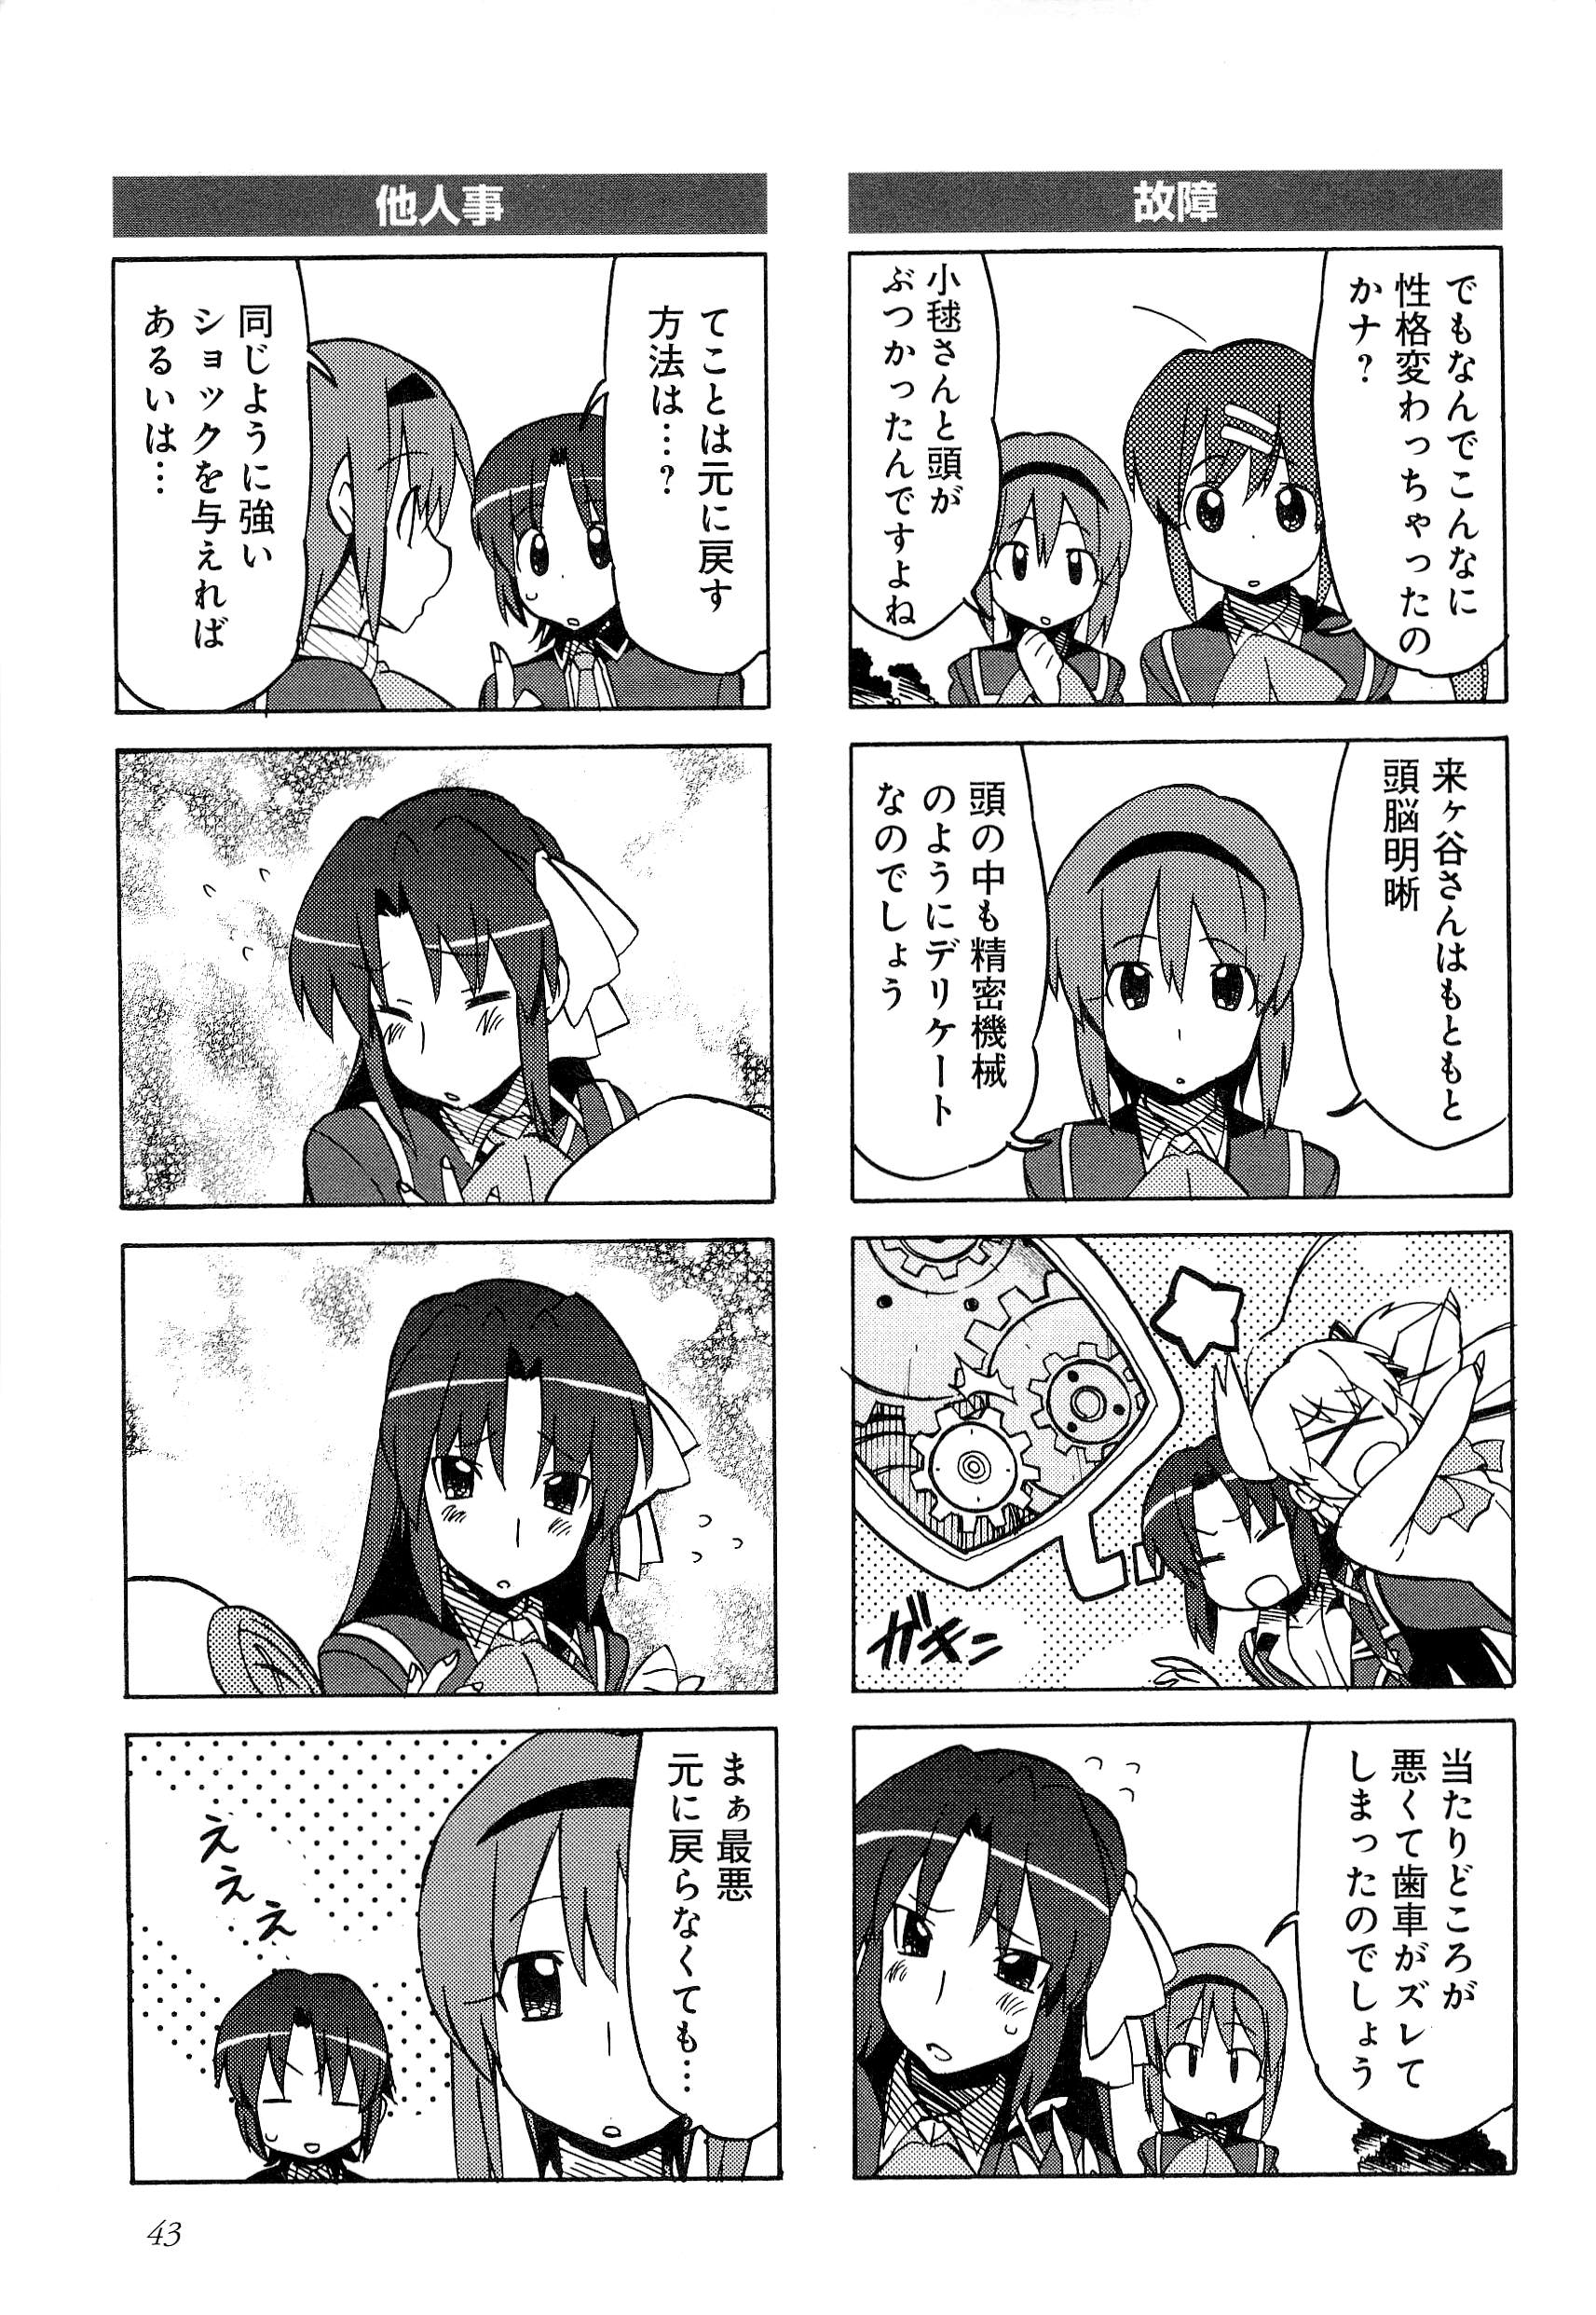 故障
でもなんでこんなに
性格変わっちゃったの
かナ?
小毬さんと頭が
ぶつかったんですよね
来ヶ谷さんはもともと
頭脳明晰
頭の中も精密機械
のようにデリケート
なのでしょう
ガキン
当たりどころが
悪くて歯車がズレて
しまったのでしょう
他人事
てことは元に戻す
方法は…?
同じように強い
ショックを与えれば
あるいは…
まぁ最悪
元に戻らなくても…
えええ
43